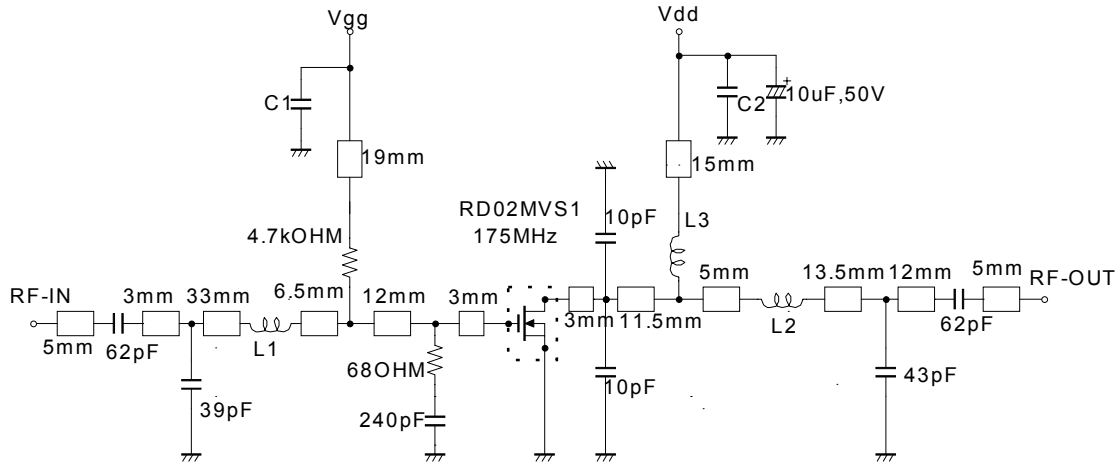 Vgg
Vdd
C1
C2
+
10uF,50V
19mm
15mm
RD02MVS1
175MHz
10pF
L3
4.7kOHM
RF-IN
3mm
33mm
6.5mm
12mm
3mm
5mm
13.5mm
12mm
5mm
RF-OUT
5mm
62pF
L1
3mm
11.5mm
L2
62pF
39pF
68OHM
240pF
10pF
43pF